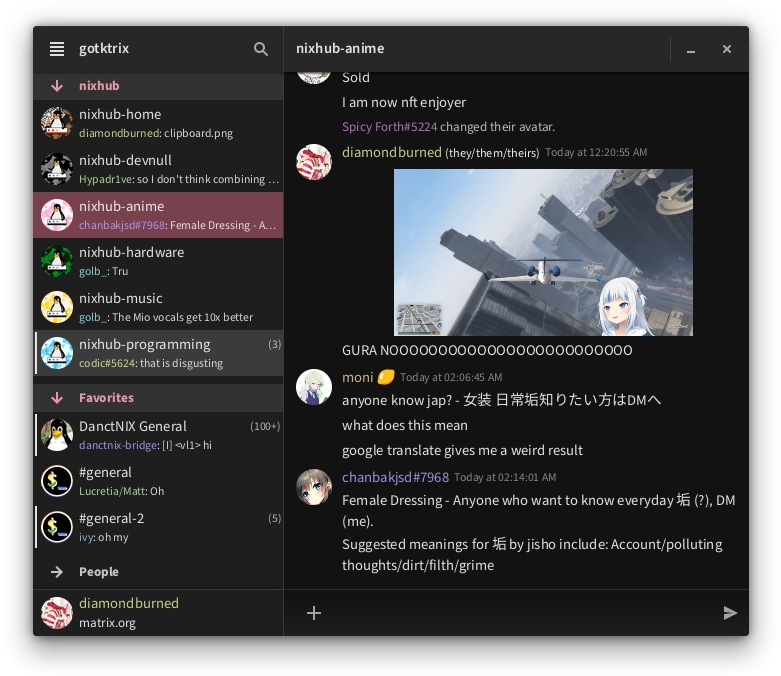 gotktrix
nixhub-anime
nixhub
nixhub-home
diamondburned: clipboard.png
nixhub-devnull
Hypadr1ve: so I don't think combining …
nixhub-anime
chanbakjsd#7968: Female Dressing - A…
nixhub-hardware
golb_: Tru
nixhub-music
golb_: The Mio vocals get 10x better
nixhub-programming (3)
codic#5624: that is disgusting
Favorites
DanctNIX General (100+)
danctnix-bridge: [I] <vl1> hi
#general
Lucretia/Matt: Oh
#general-2 (5)
ivy: oh my
People
diamondburned
matrix.org
Sold
I am now nft enjoyer
Spicy Forth#5224 changed their avatar.
diamondburned (they/them/theirs) Today at 12:20:55 AM
GURA NOOOOOOOOOOOOOOOOOOOOOOOOO
moni 🍋 Today at 02:06:45 AM
anyone know jap? - 女装 日常垢知りたい方はDMへ
what does this mean
google translate gives me a weird result
chanbakjsd#7968 Today at 02:14:01 AM
Female Dressing - Anyone who want to know everyday 垢 (?), DM
(me).
Suggested meanings for 垢 by jisho include: Account/polluting
thoughts/dirt/filth/grime